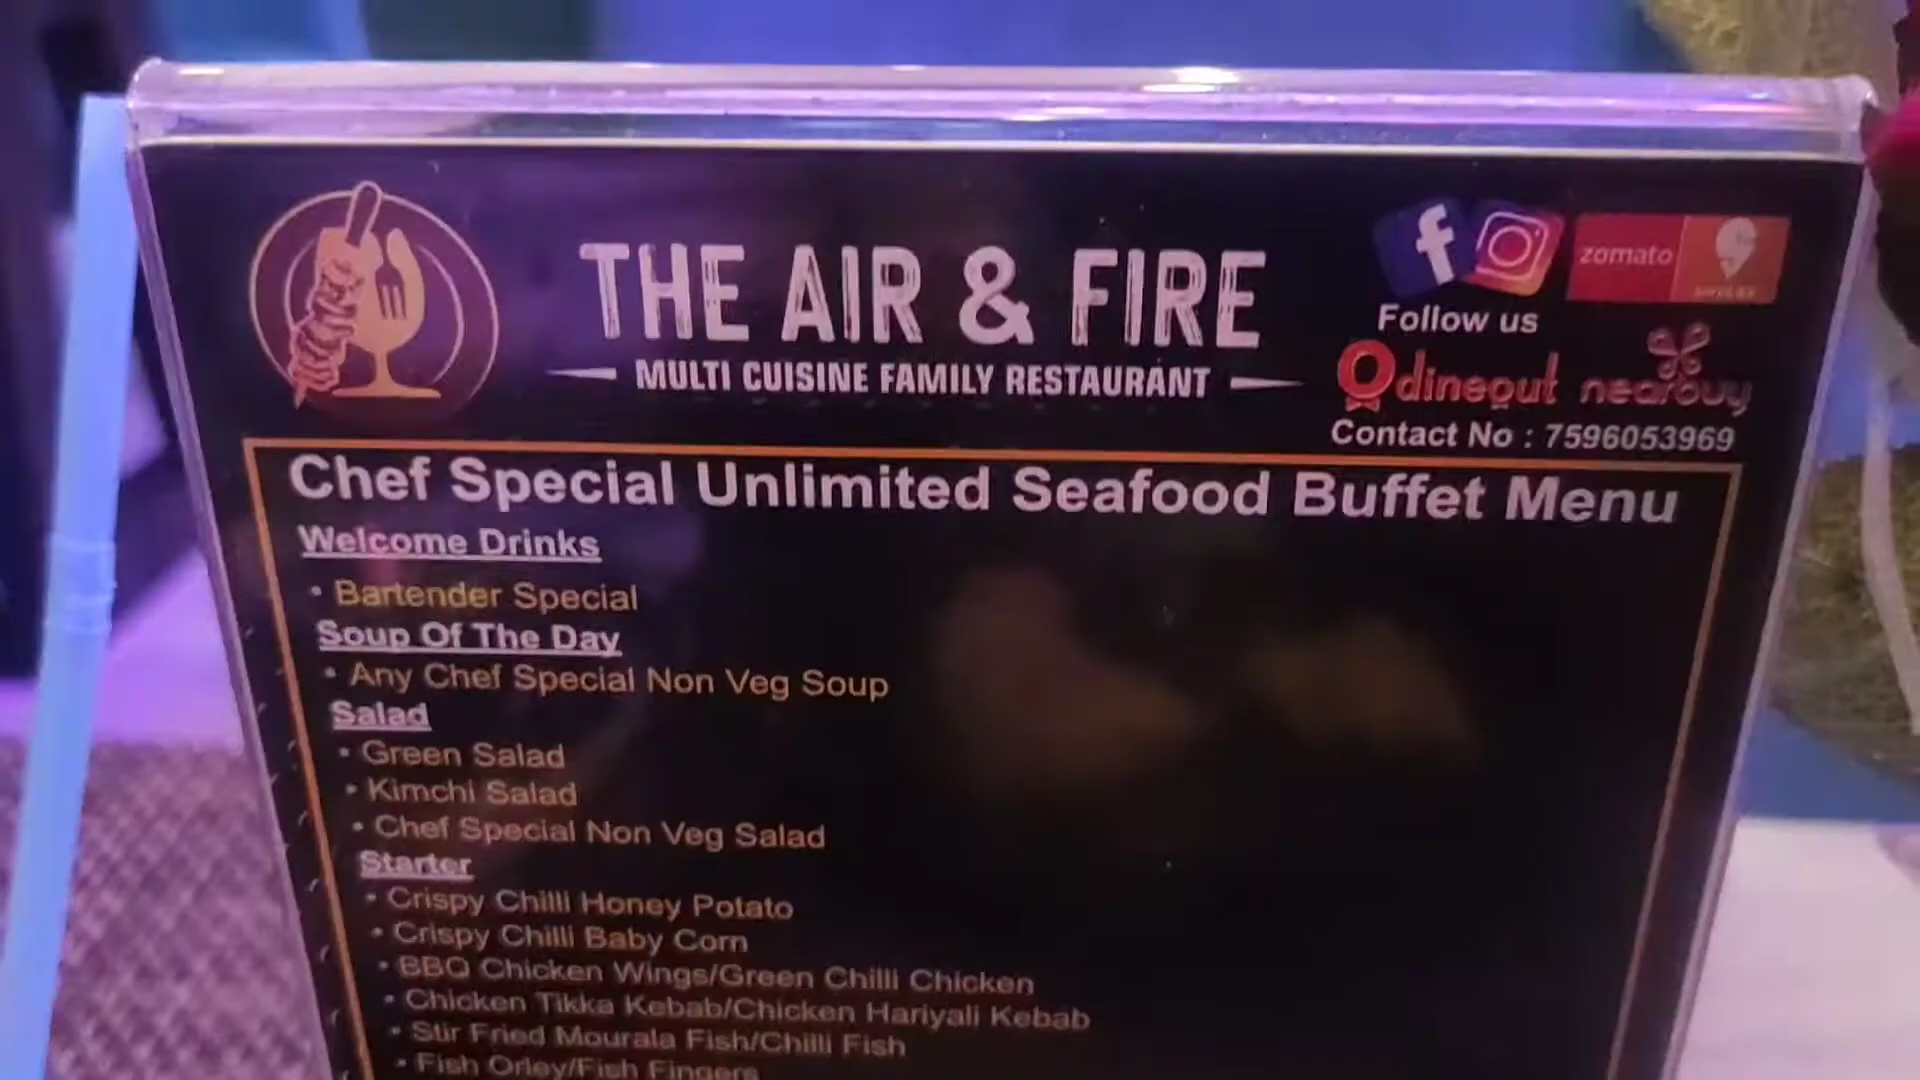 THE AIR & FIRE
MULTI CUISINE FAMILY RESTAURANT
zomato
Follow us
dineout nearbuy
Contact No : 7596053969
Chef Special Unlimited Seafood Buffet Menu
Welcome Drinks
• Bartender Special
Soup Of The Day
• Any Chef Special Non Veg Soup
Salad
• Green Salad
• Kimchi Salad
• Chef Special Non Veg Salad
Starter
• Crispy Chilli Honey Potato
• Crispy Chilli Baby Corn
• BBQ Chicken Wings/Green Chilli Chicken
• Chicken Tikka Kebab/Chicken Hariyali Kebab
• Stir Fried Mourala Fish/Chilli Fish
• Fish Orley/Fish Fingers